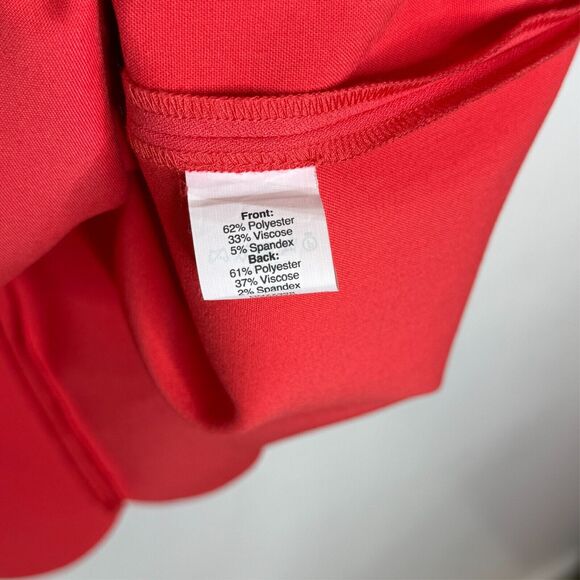 Front:
62% Polyester
33% Viscose
5% Spandex
Back:
61% Polyester
37% Viscose
2% Spandex